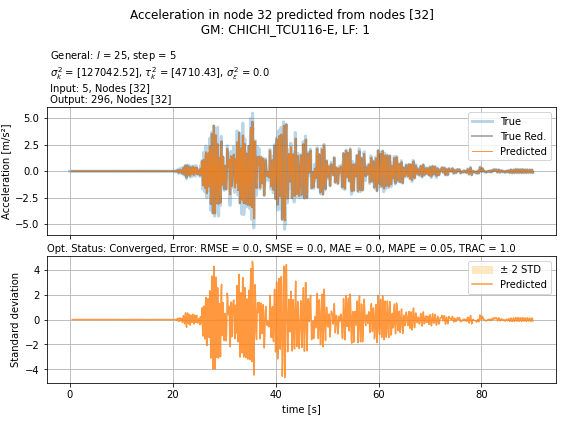 Acceleration in node 32 predicted from nodes [32]
GM: CHICHI_TCU116-E, LF: 1
General: l = 25, step = 5
σ²ₖ = [127042.52], τ²ₖ = [4710.43], σ²ₑ = 0.0
Input: 5, Nodes [32]
Output: 296, Nodes [32]
Acceleration [m/s²]
5.0
2.5
0.0
−2.5
−5.0
True
True Red.
Predicted
Opt. Status: Converged, Error: RMSE = 0.0, SMSE = 0.0, MAE = 0.0, MAPE = 0.05, TRAC = 1.0
Standard deviation
4
2
0
−2
−4
± 2 STD
Predicted
0 20 40 60 80
time [s]